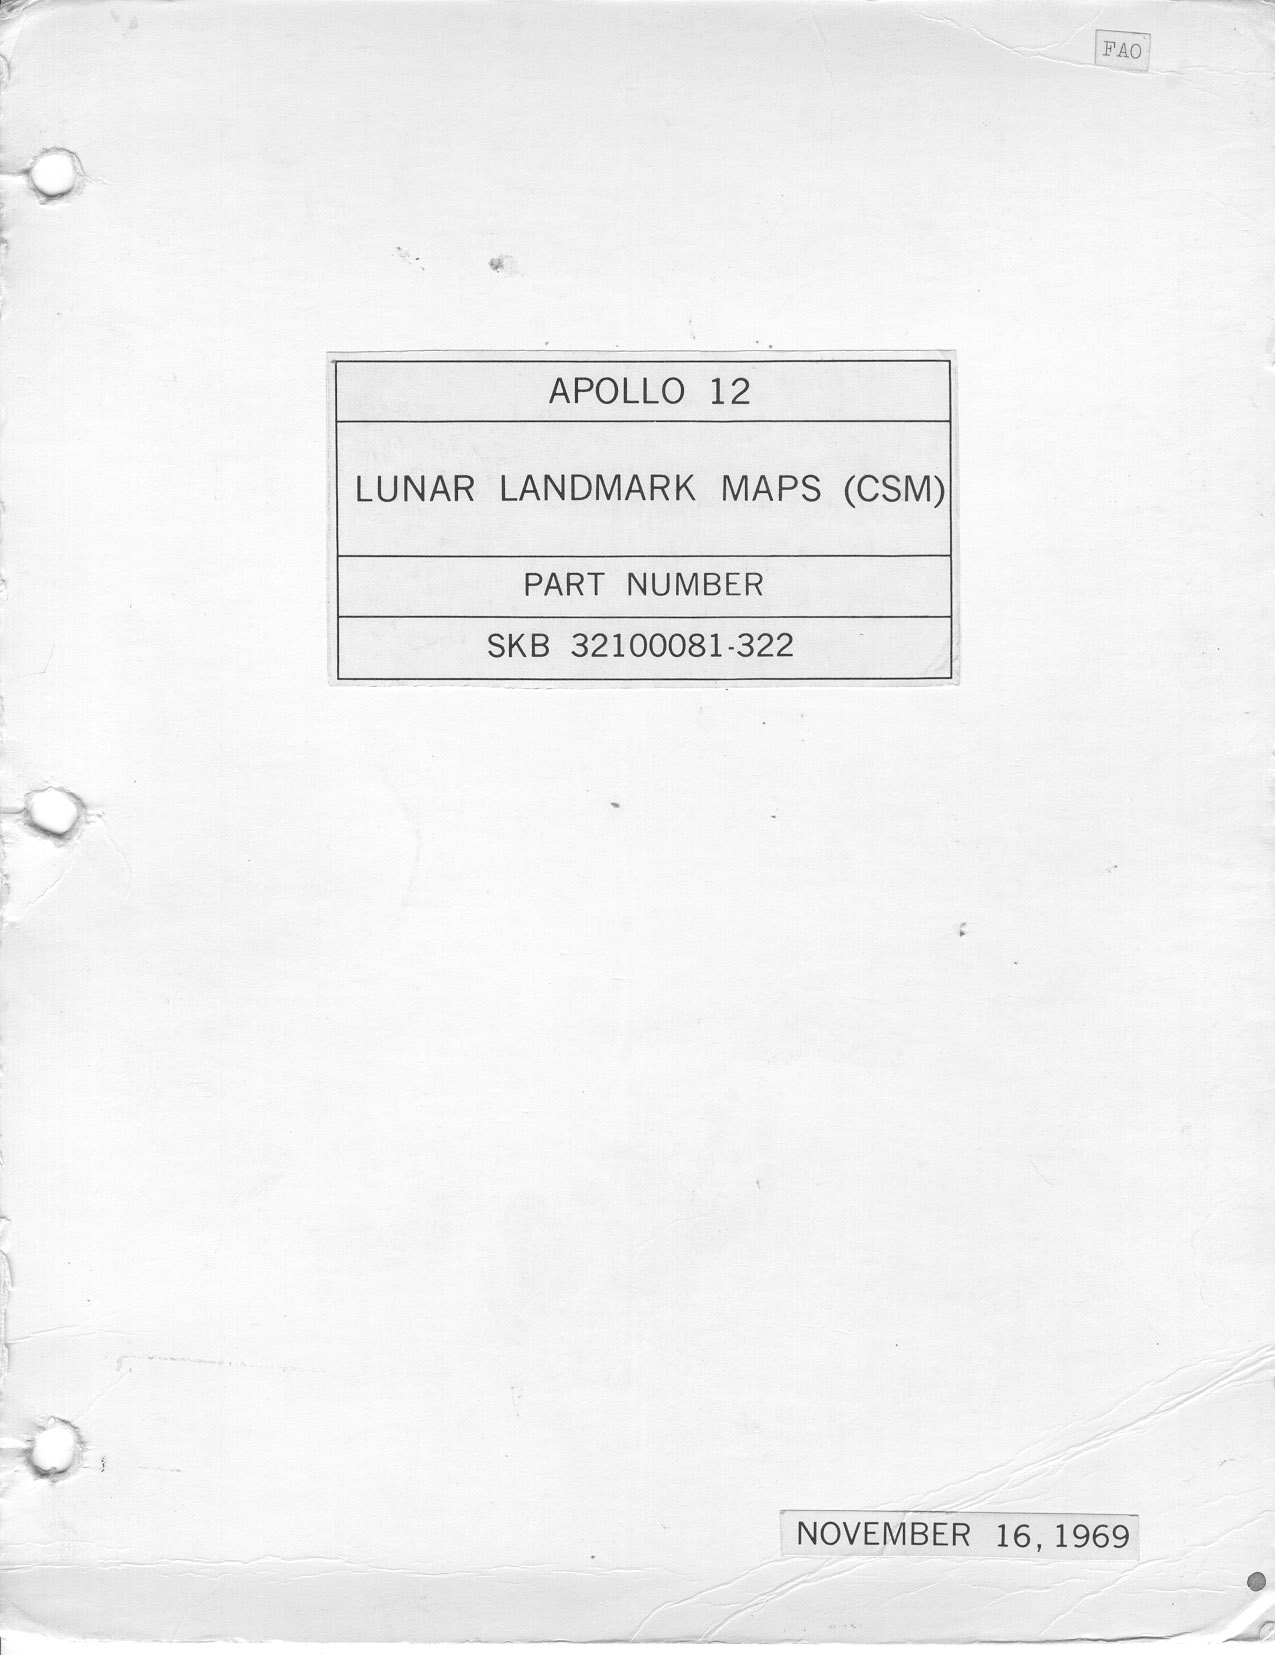 FAO
APOLLO 12
LUNAR LANDMARK MAPS (CSM)
PART NUMBER
SKB 32100081-322
NOVEMBER 16, 1969